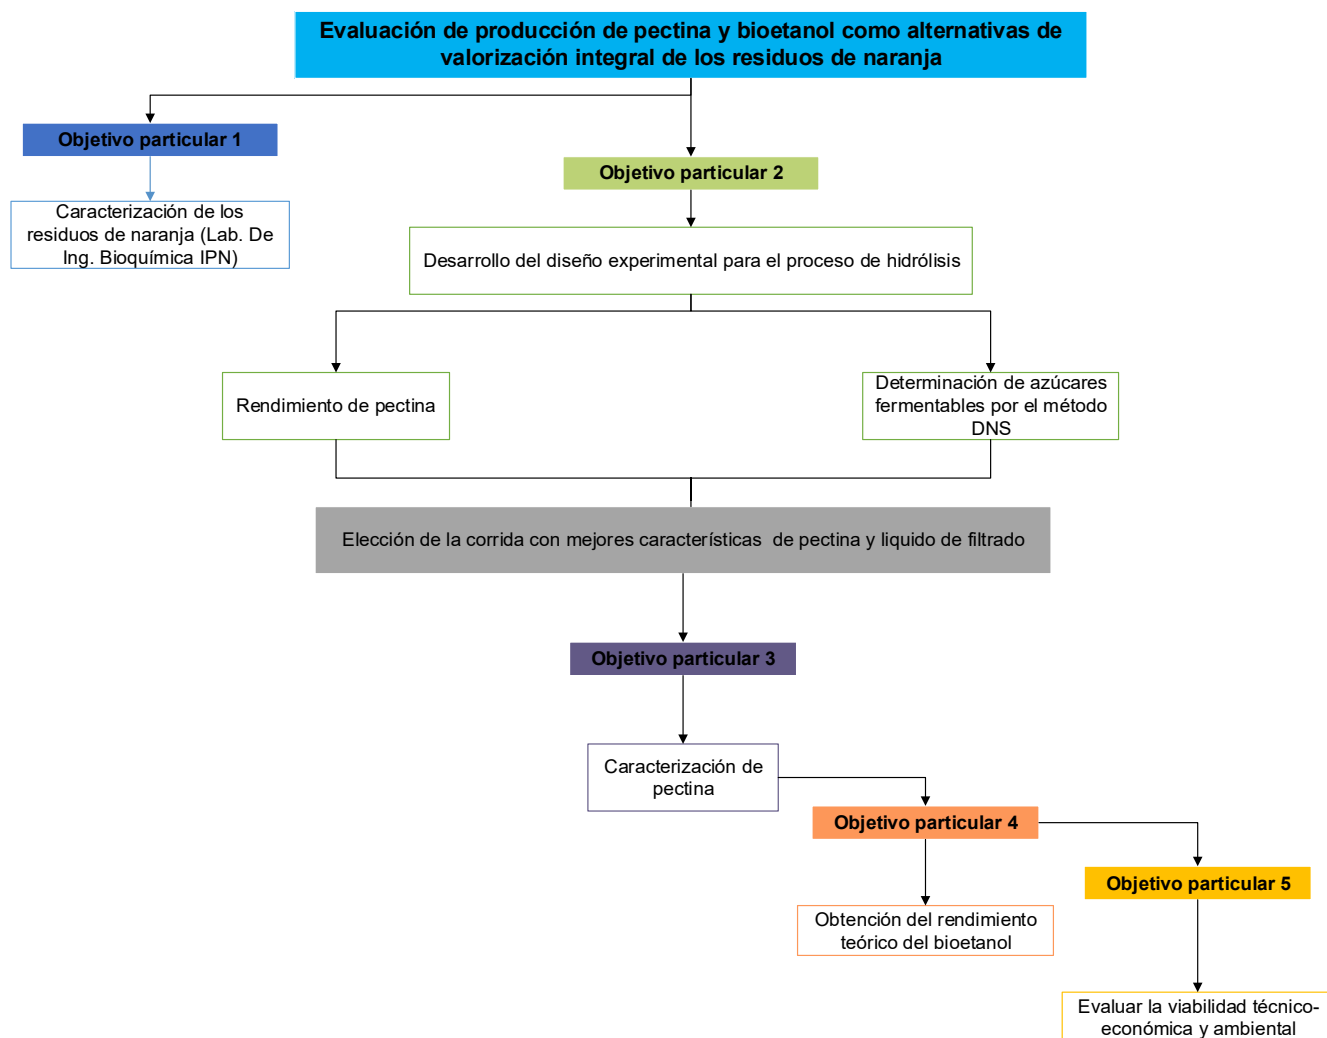 Evaluación de producción de pectina y bioetanol como alternativas de
valorización integral de los residuos de naranja
Objetivo particular 1
Caracterización de los
residuos de naranja (Lab. De
Ing. Bioquímica IPN)
Objetivo particular 2
Desarrollo del diseño experimental para el proceso de hidrólisis
Rendimiento de pectina
Determinación de azúcares
fermentables por el método
DNS
Elección de la corrida con mejores características de pectina y liquido de filtrado
Objetivo particular 3
Caracterización de
pectina
Objetivo particular 4
Obtención del rendimiento
teórico del bioetanol
Objetivo particular 5
Evaluar la viabilidad técnico-
económica y ambiental